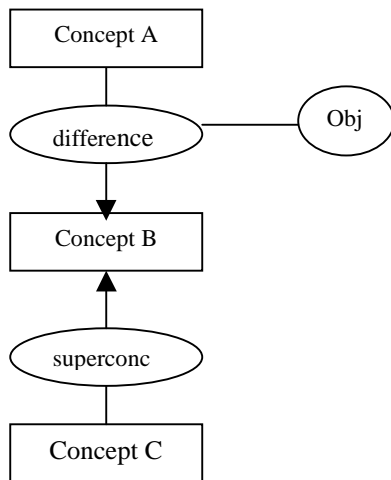 Concept A
difference
Obj
Concept B
superconc
Concept C